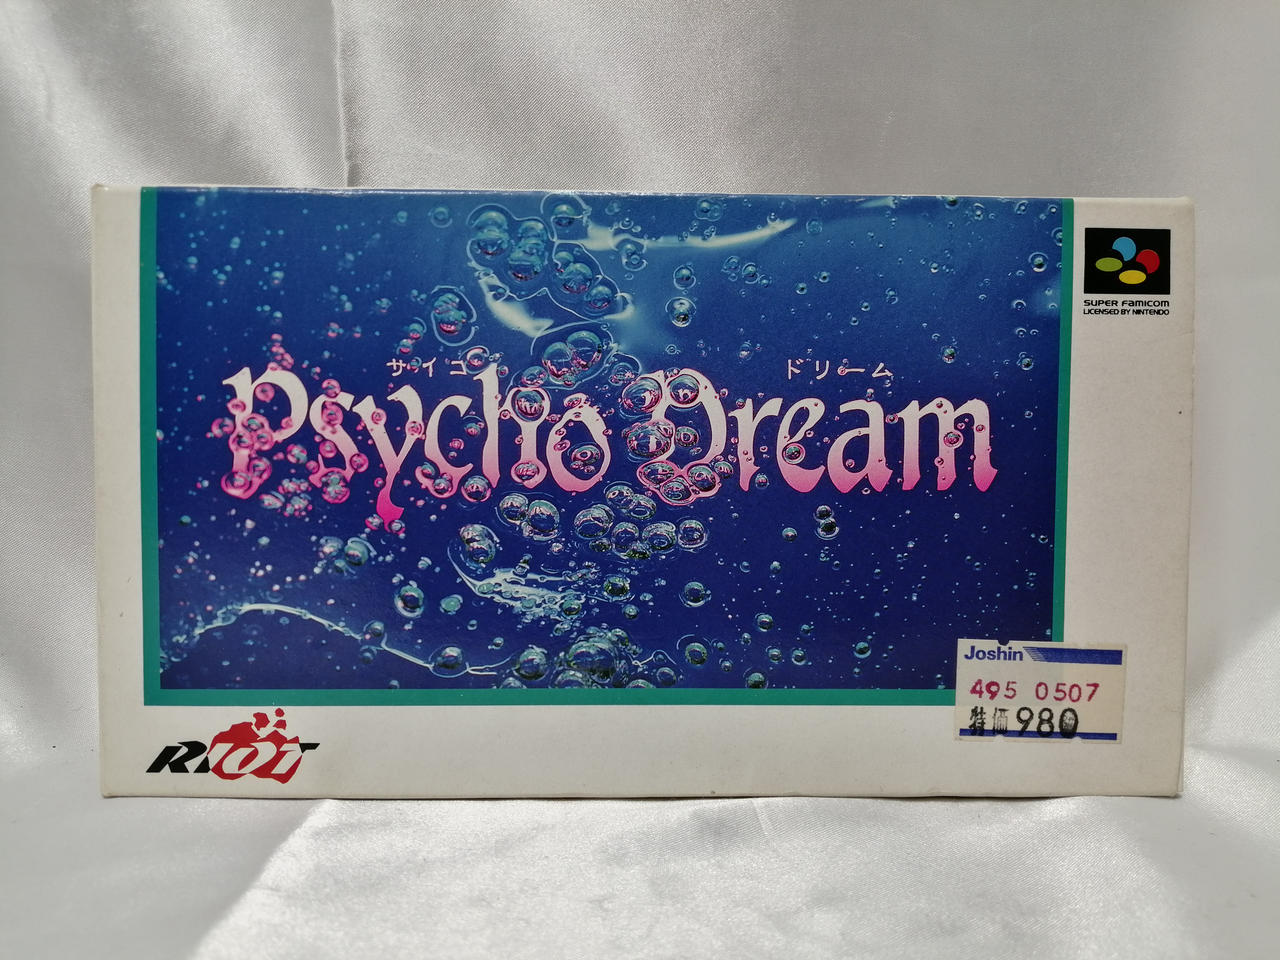 サイコ ドリーム
Psycho Dream
SUPER FAMICOM
LICENSED BY NINTENDO
Joshin
495 0507
特価 980
RIOT